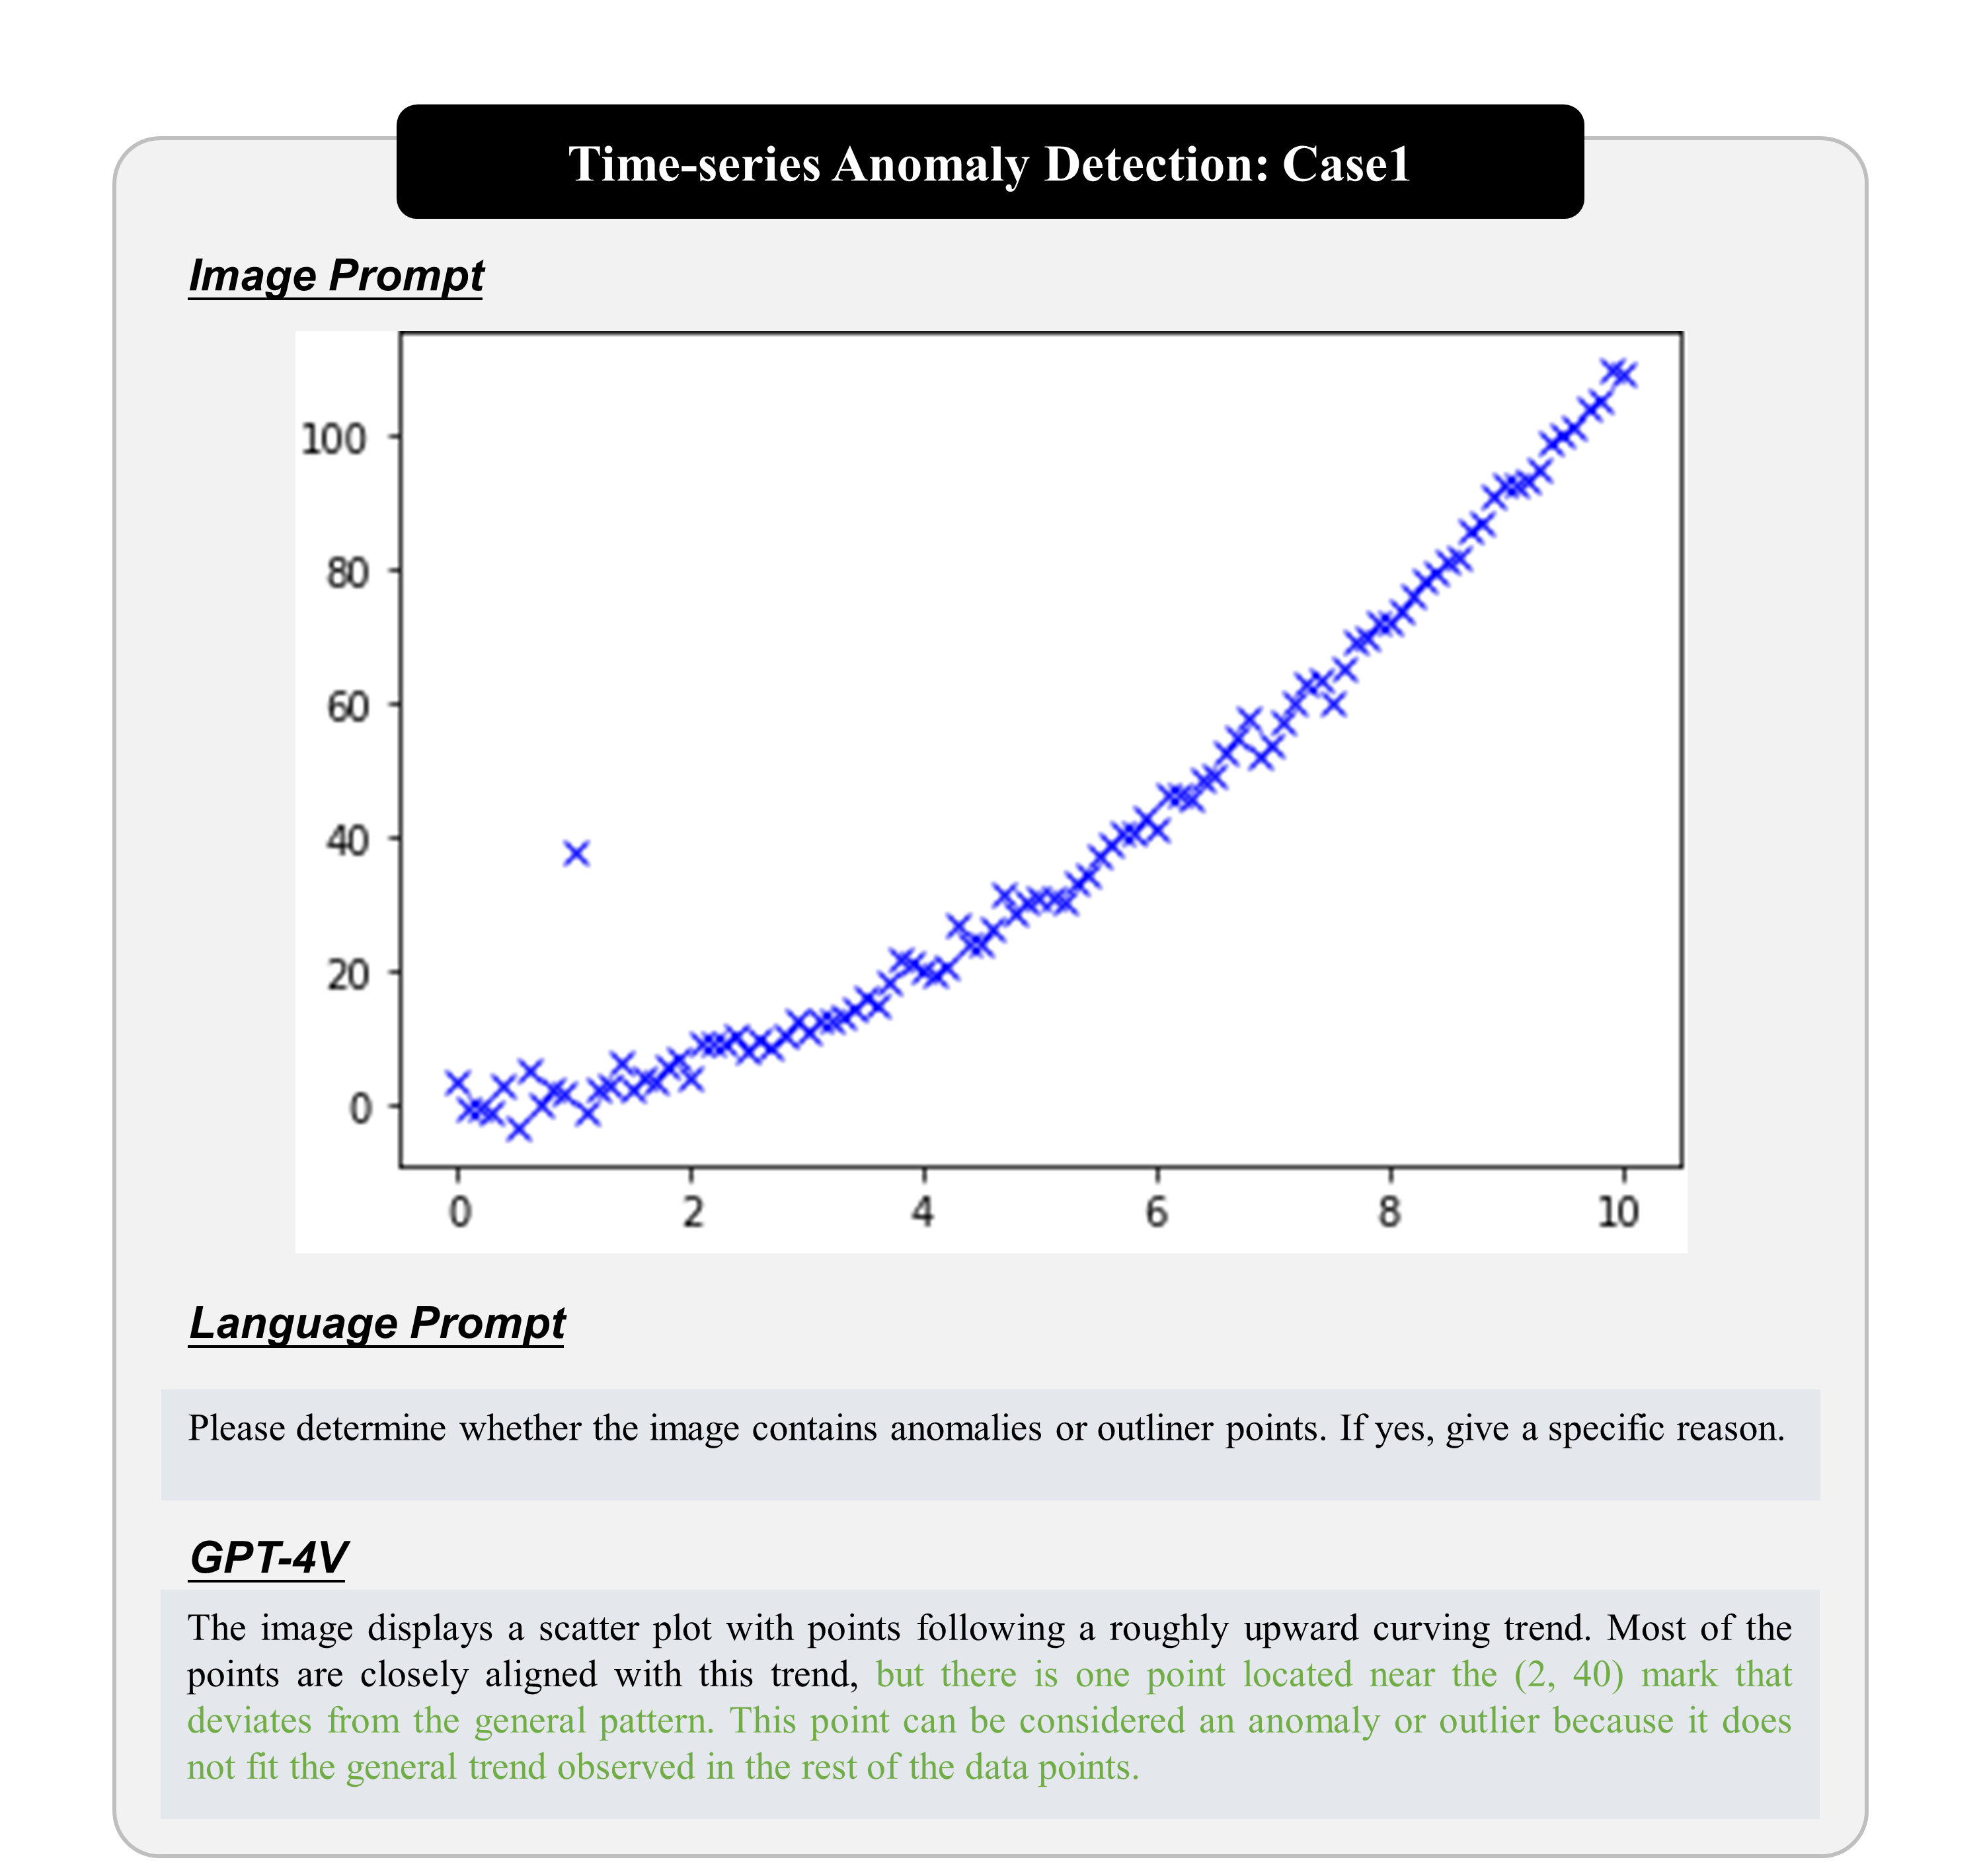 Time-series Anomaly Detection: Case1
Image Prompt
100
80
60
40
20
0
0 2 4 6 8 10
Language Prompt
Please determine whether the image contains anomalies or outliner points. If yes, give a specific reason.
GPT-4V
The image displays a scatter plot with points following a roughly upward curving trend. Most of the
points are closely aligned with this trend, but there is one point located near the (2, 40) mark that
deviates from the general pattern. This point can be considered an anomaly or outlier because it does
not fit the general trend observed in the rest of the data points.